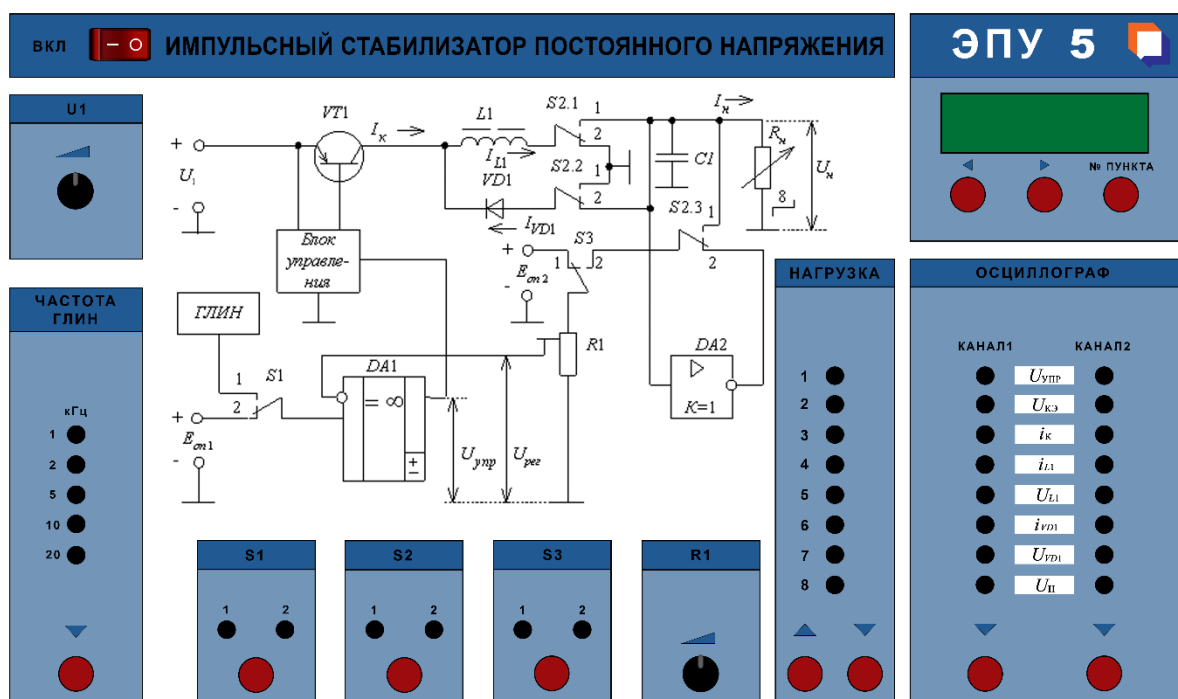 ВКЛ
ИМПУЛЬСНЫЙ СТАБИЛИЗАТОР ПОСТОЯННОГО НАПРЯЖЕНИЯ
ЭПУ 5
№ ПУНКТА
U1
VT1
Iк
L1
S2.1
1
2
Iн
Rн
Uн
8
C1
IL1
VD1
S2.2
1
2
S2.3
1
2
IVD1
+
U1
-
Блок
управле-
ния
+
Eоп2
-
S3
1
2
ГЛИН
R1
DA2
K=1
DA1
= ∞
+
-
1
S1
2
+
Eоп1
-
Uупр
Uрег
ЧАСТОТА
ГЛИН
кГц
1
2
5
10
20
S1
1 2
S2
1 2
S3
1 2
R1
НАГРУЗКА
1
2
3
4
5
6
7
8
ОСЦИЛЛОГРАФ
КАНАЛ1 КАНАЛ2
UУПР
UКЭ
iК
iL1
UL1
iVD1
UVD1
UП